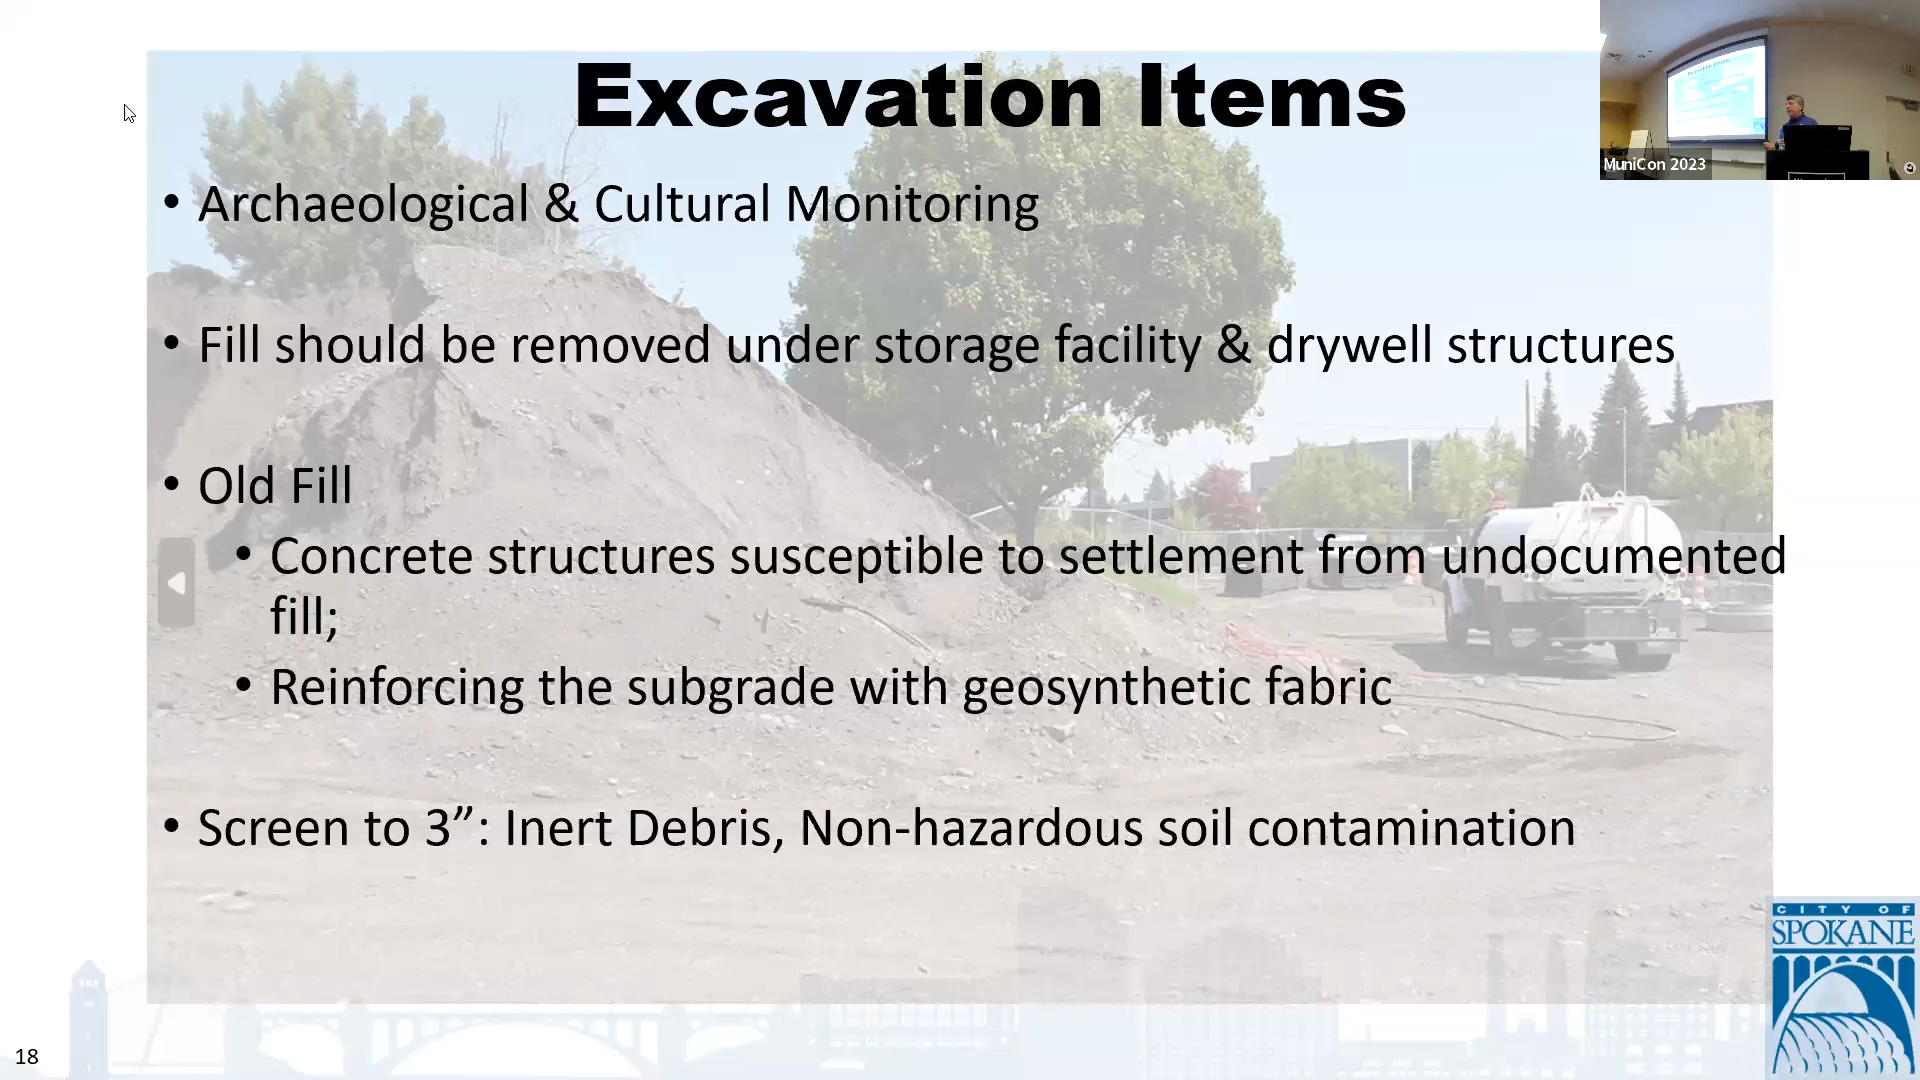 Excavation Items
MuniCon 2023
• Archaeological & Cultural Monitoring
• Fill should be removed under storage facility & drywell structures
• Old Fill
• Concrete structures susceptible to settlement from undocumented
fill;
• Reinforcing the subgrade with geosynthetic fabric
• Screen to 3”: Inert Debris, Non-hazardous soil contamination
CITY OF
SPOKANE
18